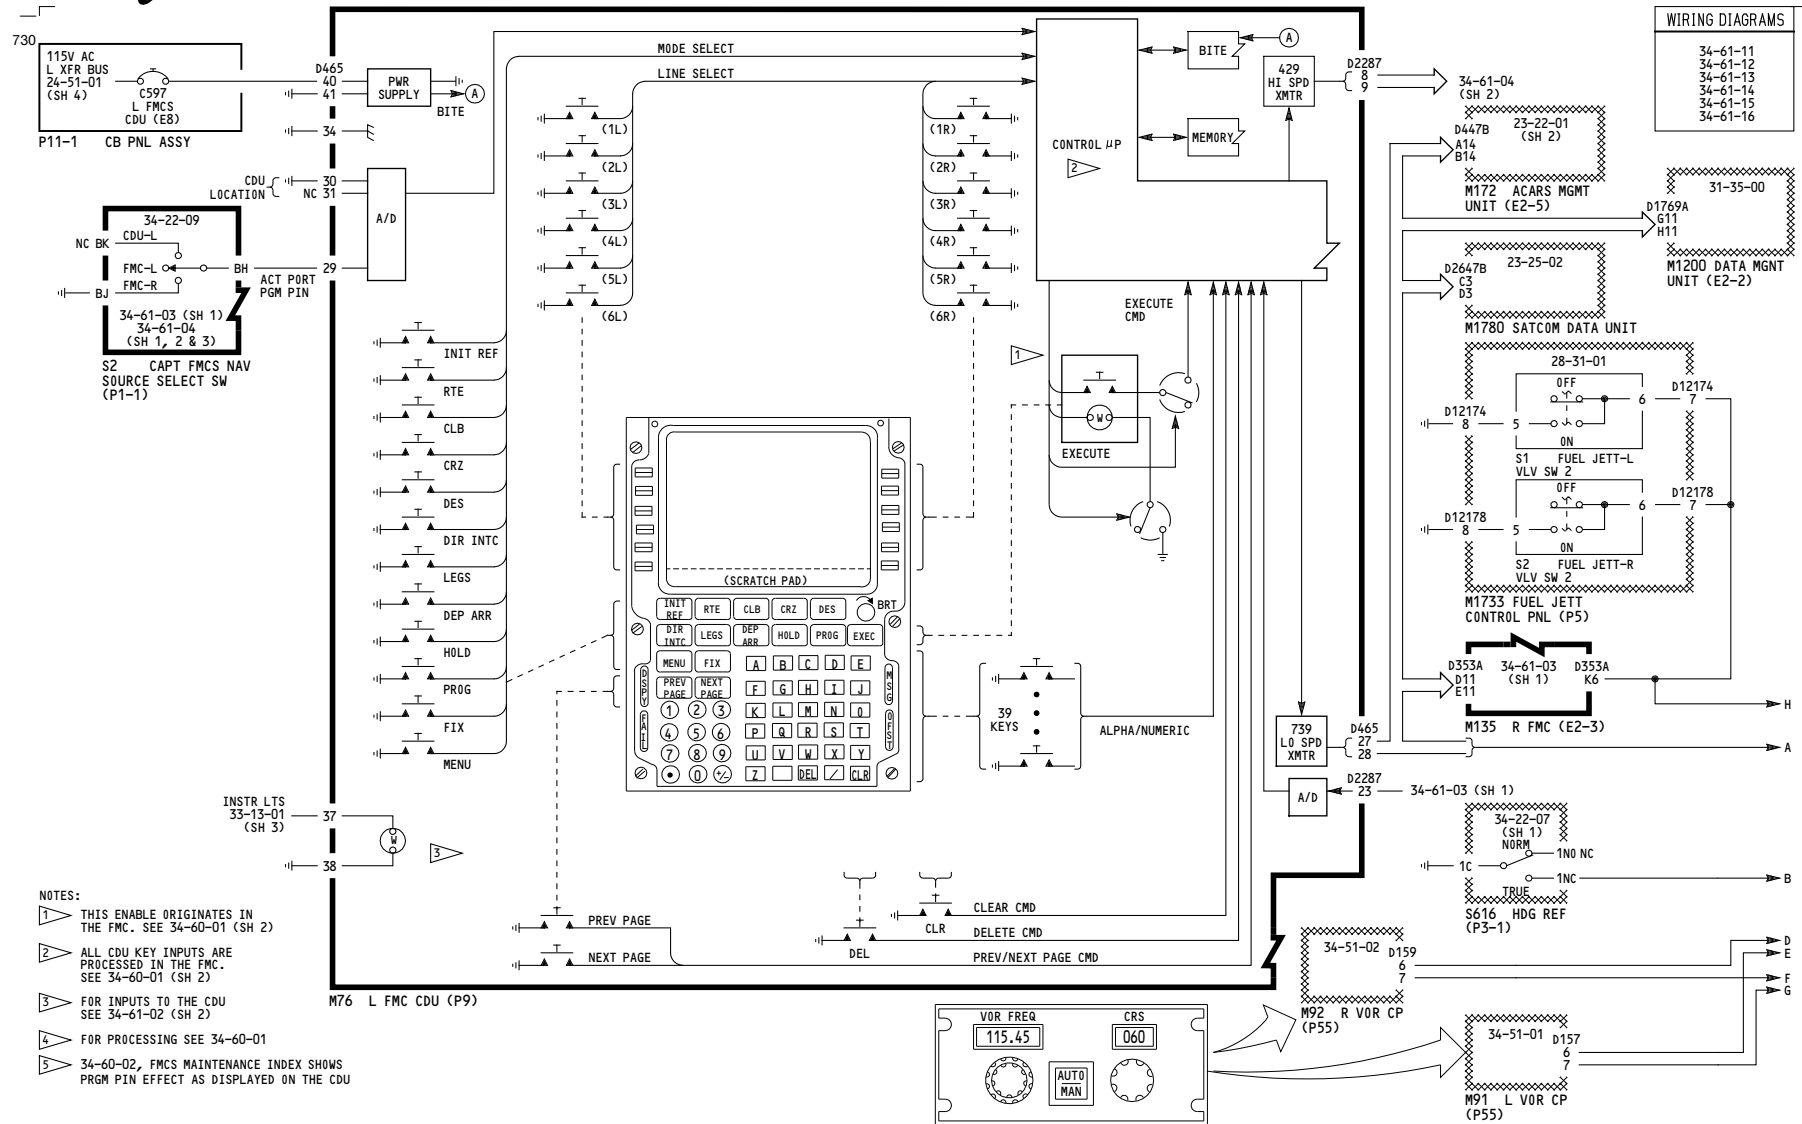 730
115V AC
L XFR BUS
24-51-01
(SH 4)
C597
L FMCS
CDU (E8)
P11-1 CB PNL ASSY
D465
40
41
34
PWR
SUPPLY
A
BITE
CDU
LOCATION
30
NC 31
A/D
34-22-09
NC BK CDU-L
FMC-L
BH
29
FMC-R
BJ
ACT PORT
PGM PIN
34-61-03 (SH 1)
34-61-04
(SH 1, 2 & 3)
S2 CAPT FMCS NAV
SOURCE SELECT SW
(P1-1)
MODE SELECT
LINE SELECT
(1L)
(2L)
(3L)
(4L)
(5L)
(6L)
(1R)
(2R)
(3R)
(4R)
(5R)
(6R)
INIT REF
RTE
CLB
CRZ
DES
DIR INTC
LEGS
DEP ARR
HOLD
PROG
FIX
MENU
CONTROL µP
2
BITE
A
MEMORY
429
HI SPD
XMTR
D2287
8
9
34-61-04
(SH 2)
WIRING DIAGRAMS
34-61-11
34-61-12
34-61-13
34-61-14
34-61-15
34-61-16
D447B
A14
B14
23-22-01
(SH 2)
M172 ACARS MGMT
UNIT (E2-5)
D1769A
G11
H11
31-35-00
M1200 DATA MGNT
UNIT (E2-2)
D2647B
C3
D3
23-25-02
M1780 SATCOM DATA UNIT
28-31-01
OFF
ON
D12174
8
5
6
D12174
7
S1 FUEL JETT-L
VLV SW 2
OFF
ON
D12178
8
5
6
D12178
7
S2 FUEL JETT-R
VLV SW 2
M1733 FUEL JETT
CONTROL PNL (P5)
D353A
D11
E11
34-61-03
(SH 1)
D353A
K6
M135 R FMC (E2-3)
H
A
EXECUTE
CMD
1
W
EXECUTE
(SCRATCH PAD)
INIT
REF
RTE
CLB
CRZ
DES
BRT
DIR
INTC
LEGS
DEP
ARR
HOLD
PROG
EXEC
MENU
FIX
A B C D E
PREV
PAGE
NEXT
PAGE
F G H I J
1 2 3
K L M N O
4 5 6
P Q R S T
7 8 9
U V W X Y
• 0 +/-
Z DEL / CLR
DSPY
FAIL
MSG
OFST
39
KEYS
ALPHA/NUMERIC
739
LO SPD
XMTR
D465
27
28
A/D
D2287
23
34-61-03 (SH 1)
34-22-07
(SH 1)
NORM
1NO NC
1C
1NC
TRUE
B
S616 HDG REF
(P3-1)
INSTR LTS
33-13-01
(SH 3)
37
W
38
3
PREV PAGE
NEXT PAGE
DEL
CLR
CLEAR CMD
DELETE CMD
PREV/NEXT PAGE CMD
M76 L FMC CDU (P9)
34-51-02
D159
6
7
M92 R VOR CP
(P55)
D
E
F
G
34-51-01
D157
6
7
M91 L VOR CP
(P55)
VOR FREQ
115.45
CRS
060
AUTO
MAN
NOTES:
1 THIS ENABLE ORIGINATES IN
THE FMC. SEE 34-60-01 (SH 2)
2 ALL CDU KEY INPUTS ARE
PROCESSED IN THE FMC.
SEE 34-60-01 (SH 2)
3 FOR INPUTS TO THE CDU
SEE 34-61-02 (SH 2)
4 FOR PROCESSING SEE 34-60-01
5 34-60-02, FMCS MAINTENANCE INDEX SHOWS
PRGM PIN EFFECT AS DISPLAYED ON THE CDU